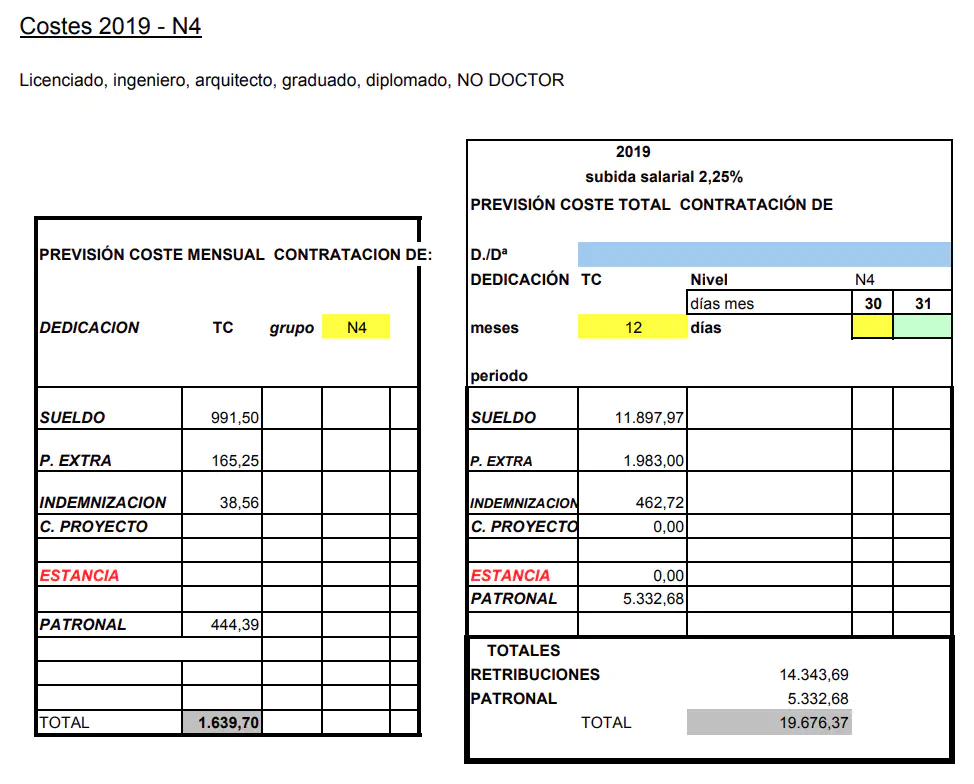 Costes 2019 - N4
Licenciado, ingeniero, arquitecto, graduado, diplomado, NO DOCTOR
PREVISIÓN COSTE MENSUAL CONTRATACION DE:
DEDICACION TC grupo N4
SUELDO 991,50
P. EXTRA 165,25
INDEMNIZACION 38,56
C. PROYECTO
ESTANCIA
PATRONAL 444,39
TOTAL 1.639,70
2019
subida salarial 2,25%
PREVISIÓN COSTE TOTAL CONTRATACIÓN DE
D./Dª
DEDICACIÓN TC Nivel N4
días mes 30 31
meses 12 días
periodo
SUELDO 11.897,97
P. EXTRA 1.983,00
INDEMNIZACION 462,72
C. PROYECTO 0,00
ESTANCIA 0,00
PATRONAL 5.332,68
TOTALES
RETRIBUCIONES 14.343,69
PATRONAL 5.332,68
TOTAL 19.676,37